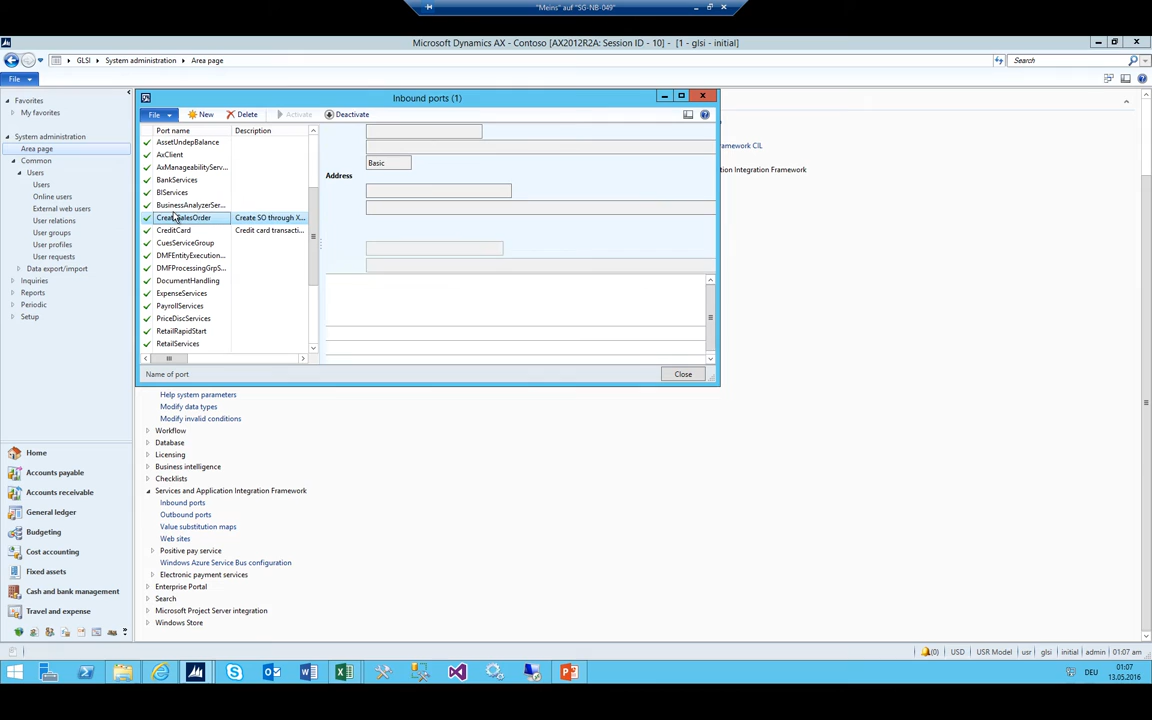 "Meins" auf "SG-NB-049"
Microsoft Dynamics AX - Contoso [AX2012R2A: Session ID - 10] - [1 - glsi - initial]
GLSI
System administration
Area page
Search
File
Favorites
My favorites
System administration
Area page
Common
Users
Users
Online users
External web users
User relations
User groups
User profiles
User requests
Data export/import
Inquiries
Reports
Periodic
Setup
Home
Accounts payable
Accounts receivable
General ledger
Budgeting
Cost accounting
Fixed assets
Cash and bank management
Travel and expense
Inbound ports (1)
File
New
Delete
Activate
Deactivate
Port name
Description
AssetUndepBalance
AxClient
AxManageabilityServ...
BankServices
BIServices
BusinessAnalyzerSer...
CreateSalesOrder
Create SO through X...
CreditCard
Credit card transacti...
CuesServiceGroup
DMFEntityExecution...
DMFProcessingGrpS...
DocumentHandling
ExpenseServices
PayrollServices
PriceDiscServices
RetailRapidStart
RetailServices
Basic
Address
Name of port
Close
amework CIL
tion Integration Framework
Help system parameters
Modify data types
Modify invalid conditions
Workflow
Database
Licensing
Business intelligence
Checklists
Services and Application Integration Framework
Inbound ports
Outbound ports
Value substitution maps
Web sites
Positive pay service
Windows Azure Service Bus configuration
Electronic payment services
Enterprise Portal
Search
Microsoft Project Server integration
Windows Store
(0)
USD
USR Model
usr
glsi
initial
admin
01:07 am
DEU
01:07
13.05.2016